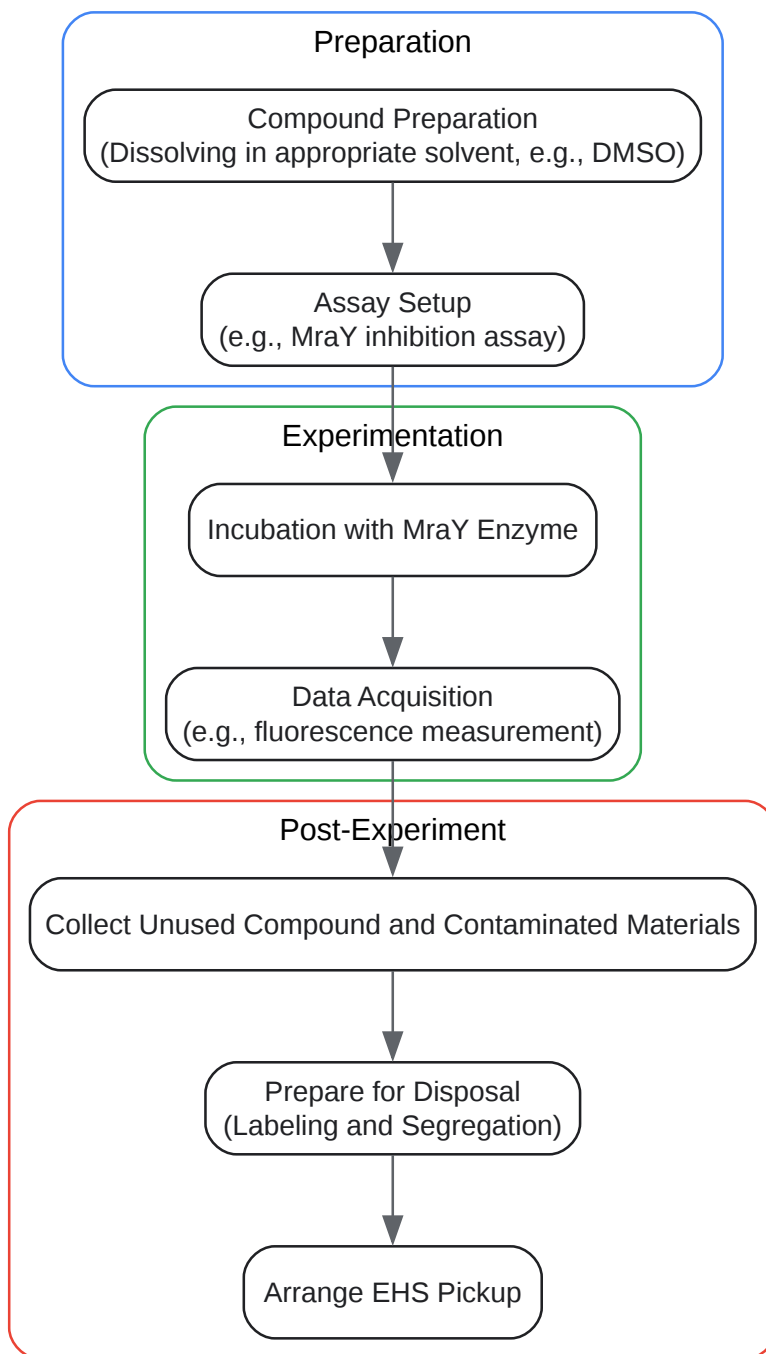 Preparation
Compound Preparation
(Dissolving in appropriate solvent, e.g., DMSO)
Assay Setup
(e.g., MraY inhibition assay)
Experimentation
Incubation with MraY Enzyme
Data Acquisition
(e.g., fluorescence measurement)
Post-Experiment
Collect Unused Compound and Contaminated Materials
Prepare for Disposal
(Labeling and Segregation)
Arrange EHS Pickup